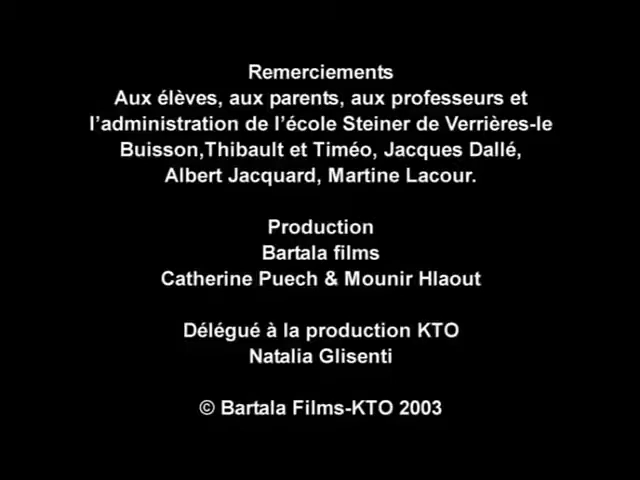 Remerciements
Aux élèves, aux parents, aux professeurs et
l’administration de l’école Steiner de Verrières-le
Buisson,Thibault et Timéo, Jacques Dallé,
Albert Jacquard, Martine Lacour.
Production
Bartala films
Catherine Puech & Mounir Hlaout
Délégué à la production KTO
Natalia Glisenti
© Bartala Films-KTO 2003